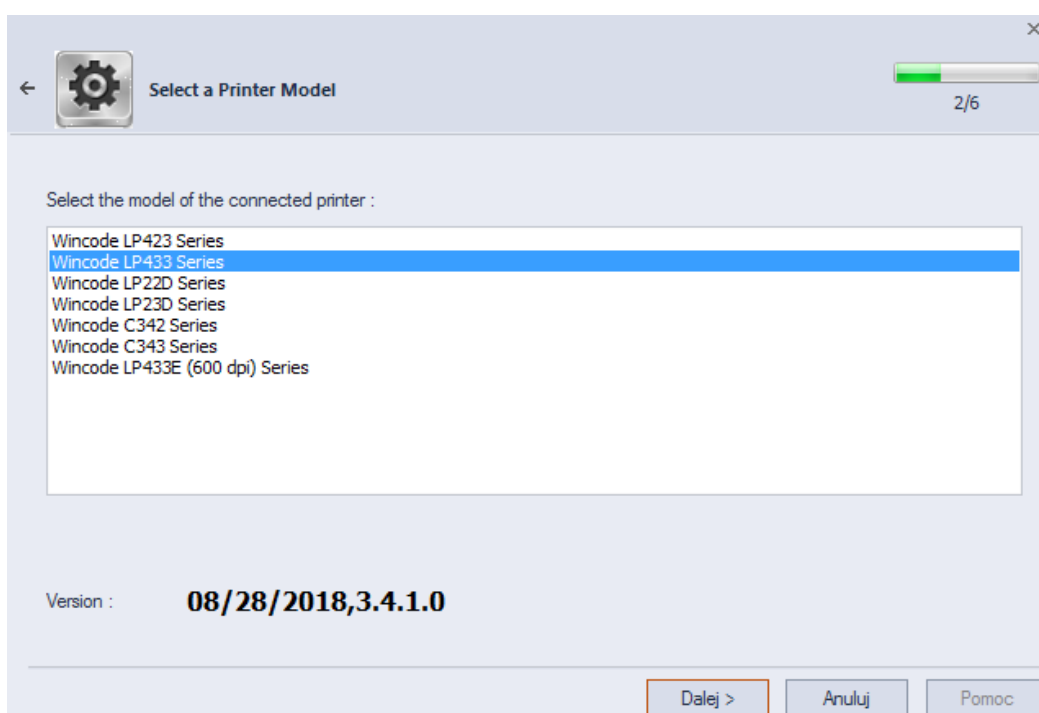 Select a Printer Model
2/6
Select the model of the connected printer :
Wincode LP423 Series
Wincode LP433 Series
Wincode LP22D Series
Wincode LP23D Series
Wincode C342 Series
Wincode C343 Series
Wincode LP433E (600 dpi) Series
Version : 08/28/2018,3.4.1.0
Dalej > Anuluj Pomoc